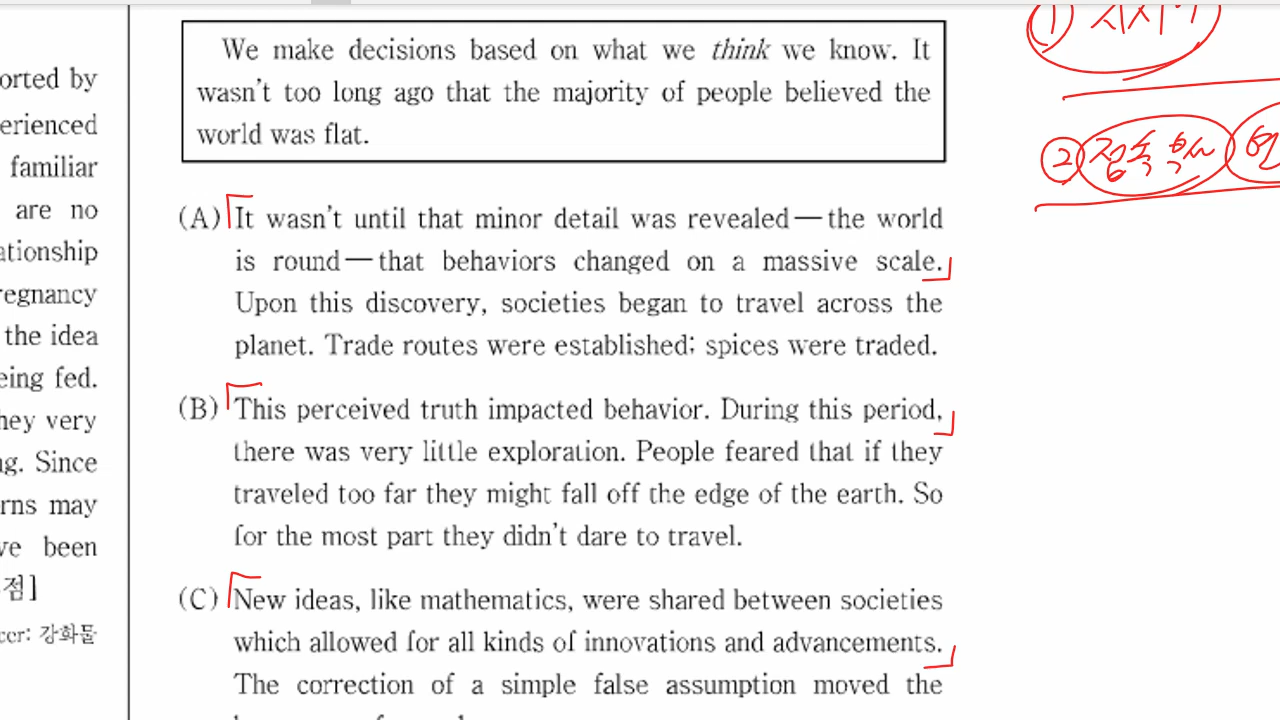 We make decisions based on what we think we know. It
wasn't too long ago that the majority of people believed the
world was flat.
(A) It wasn't until that minor detail was revealed—the world
is round—that behaviors changed on a massive scale.
Upon this discovery, societies began to travel across the
planet. Trade routes were established; spices were traded.
(B) This perceived truth impacted behavior. During this period,
there was very little exploration. People feared that if they
traveled too far they might fall off the edge of the earth. So
for the most part they didn't dare to travel.
(C) New ideas, like mathematics, were shared between societies
which allowed for all kinds of innovations and advancements.
The correction of a simple false assumption moved the
orted by
erienced
familiar
are no
ationship
regnancy
the idea
eing fed.
hey very
ng. Since
rns may
ve been
점]
cer: 강화물
①
②